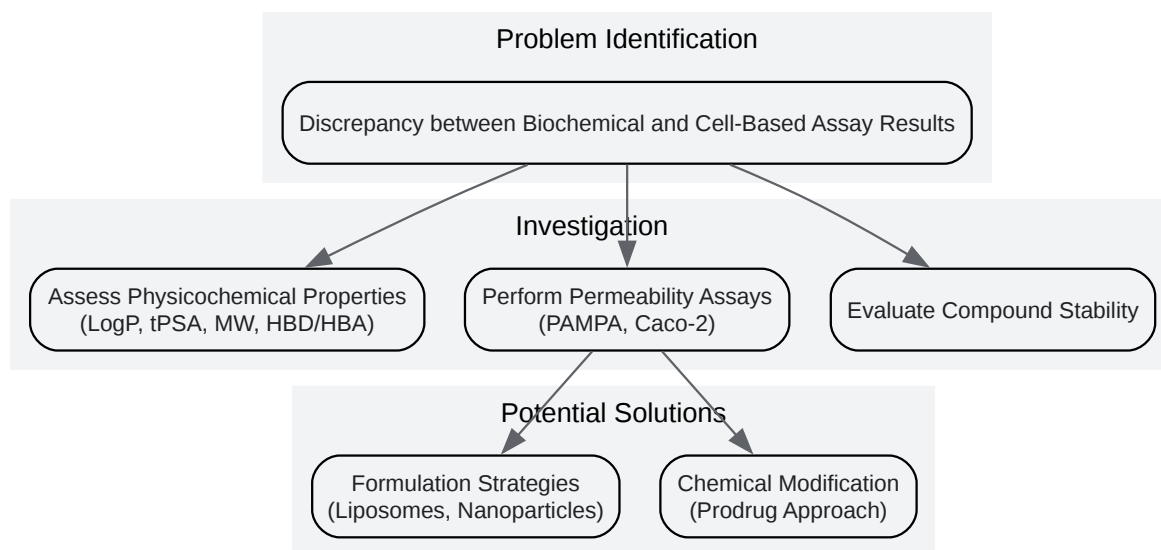 Problem Identification
Discrepancy between Biochemical and Cell-Based Assay Results
Investigation
Assess Physicochemical Properties
(LogP, tPSA, MW, HBD/HBA)
Perform Permeability Assays
(PAMPA, Caco-2)
Evaluate Compound Stability
Potential Solutions
Formulation Strategies
(Liposomes, Nanoparticles)
Chemical Modification
(Prodrug Approach)